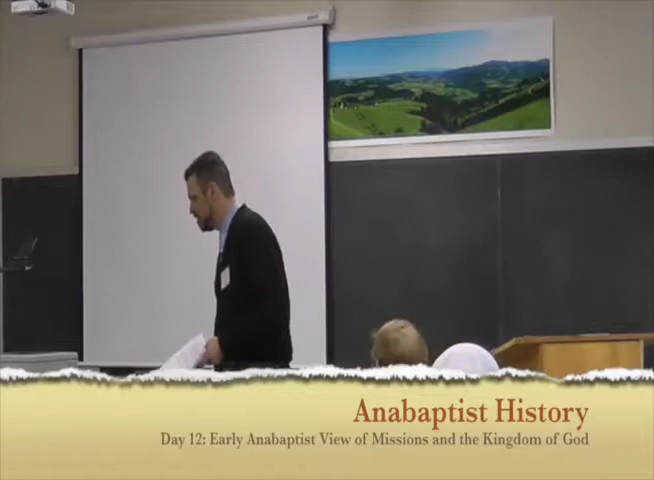 Anabaptist History
Day 12: Early Anabaptist View of Missions and the Kingdom of God